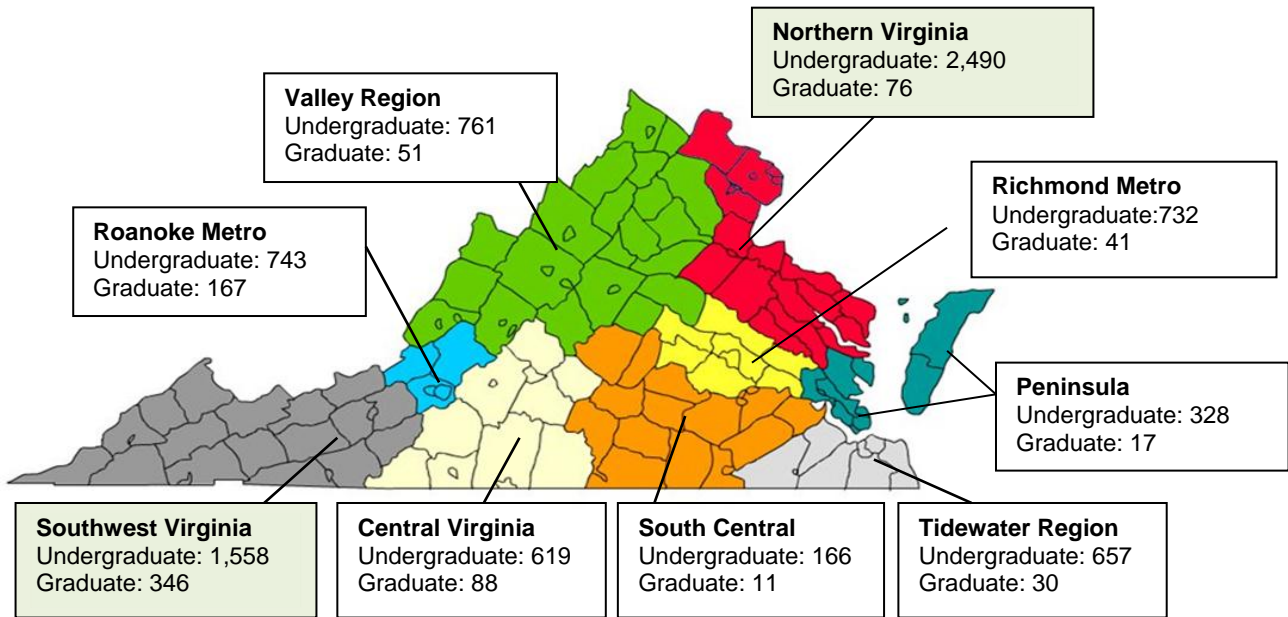 Northern Virginia
Undergraduate: 2,490
Graduate: 76
Valley Region
Undergraduate: 761
Graduate: 51
Richmond Metro
Undergraduate:732
Graduate: 41
Roanoke Metro
Undergraduate: 743
Graduate: 167
Peninsula
Undergraduate: 328
Graduate: 17
Southwest Virginia
Undergraduate: 1,558
Graduate: 346
Central Virginia
Undergraduate: 619
Graduate: 88
South Central
Undergraduate: 166
Graduate: 11
Tidewater Region
Undergraduate: 657
Graduate: 30